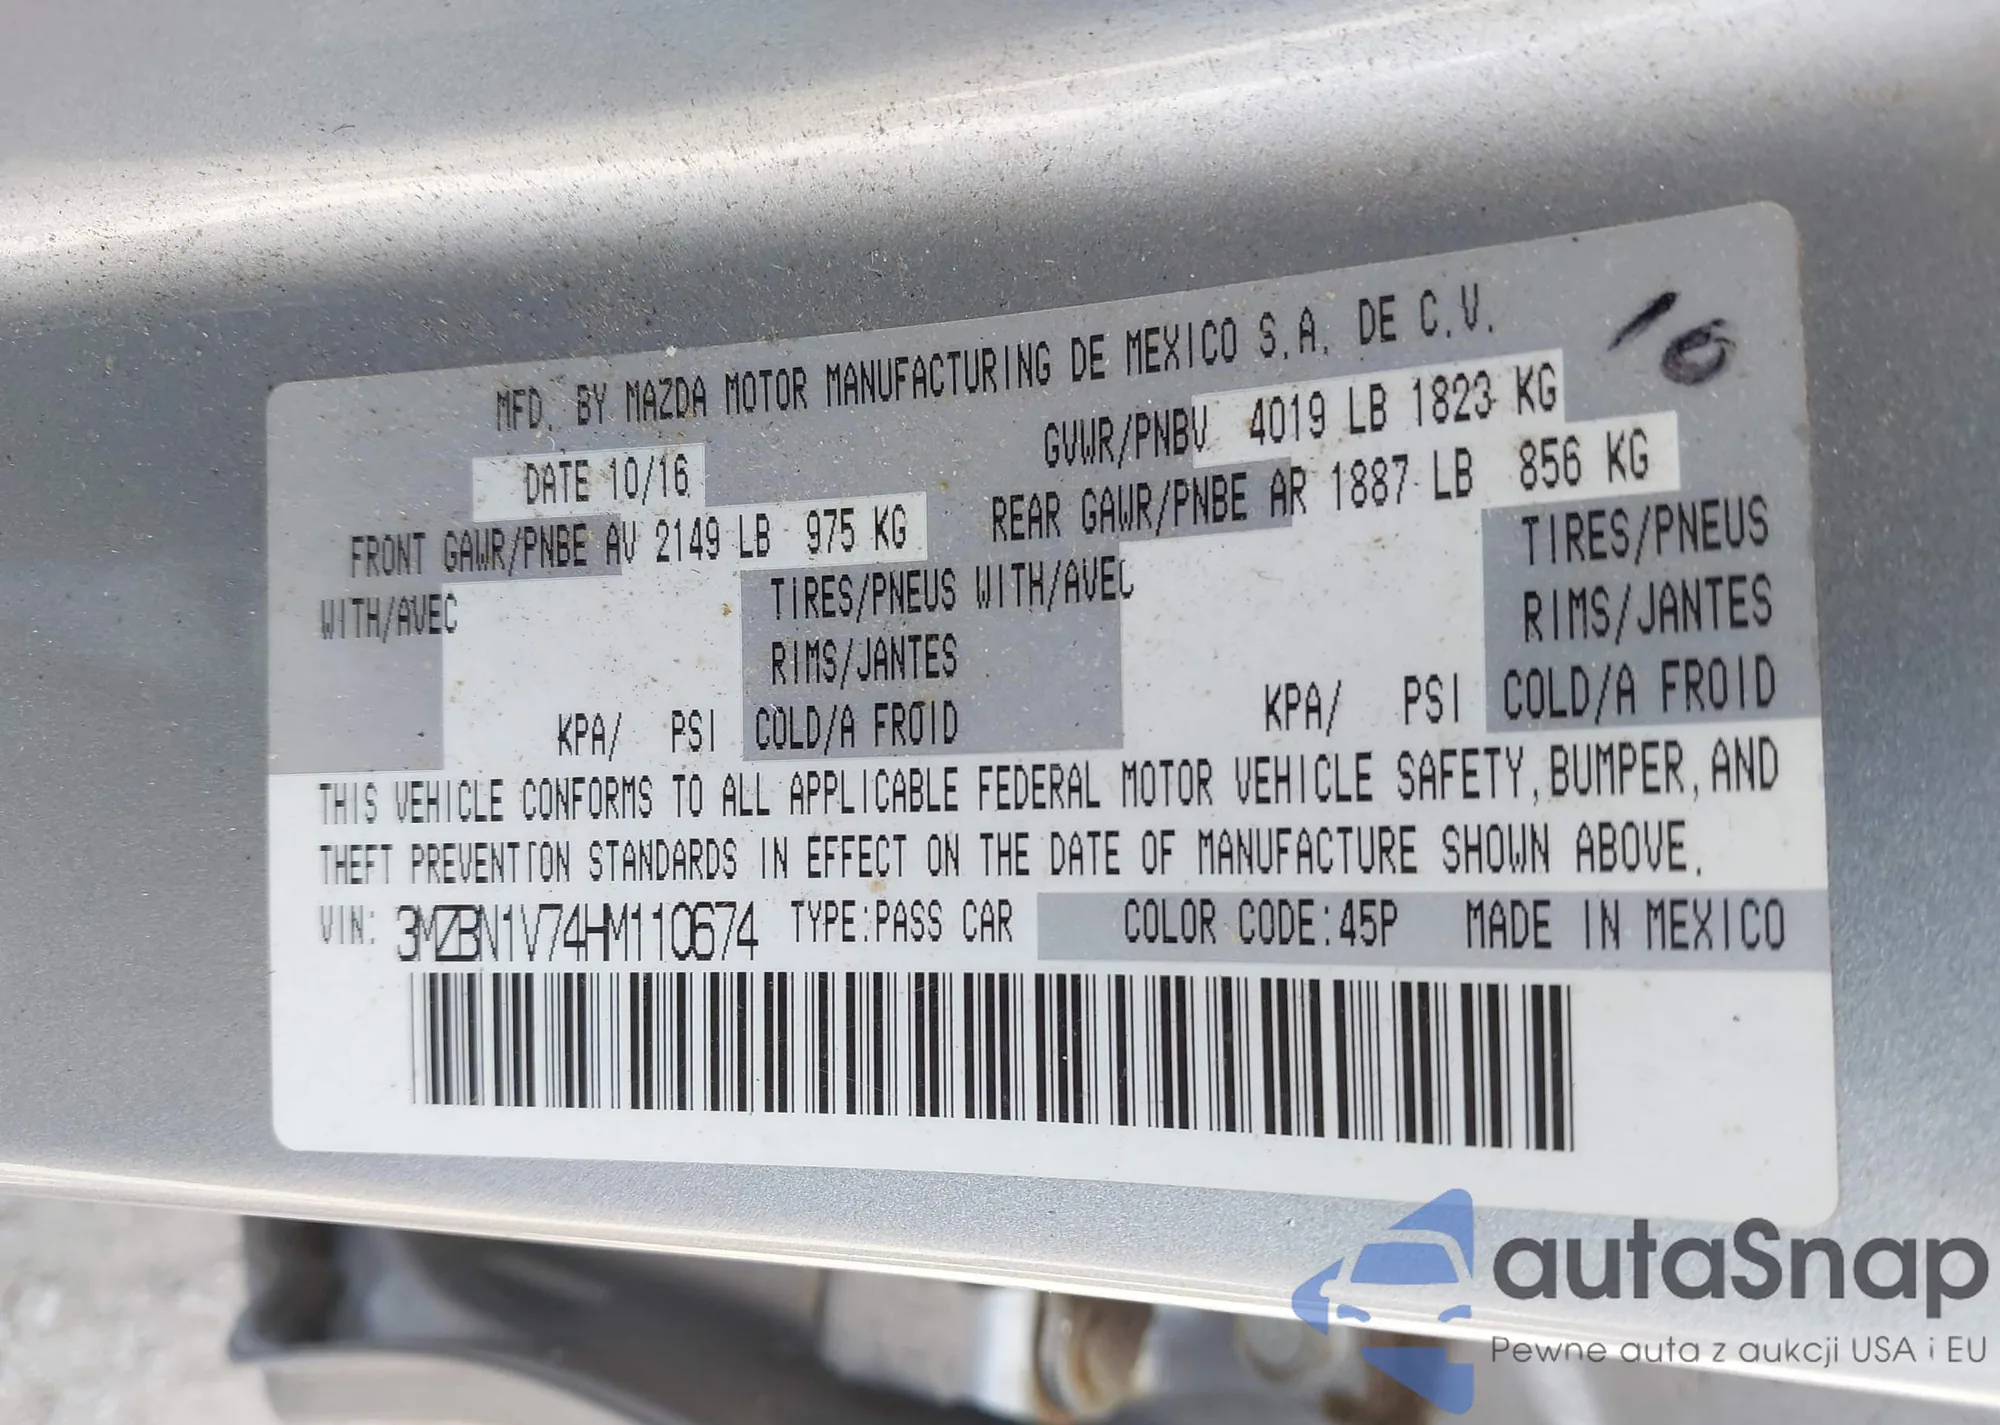 MFD. BY MAZDA MOTOR MANUFACTURING DE MEXICO S.A. DE C.V.
10
DATE 10/16
GVWR/PNBV 4019 LB 1823 KG
FRONT GAWR/PNBE AV 2149 LB 975 KG
REAR GAWR/PNBE AR 1887 LB 856 KG
WITH/AVEC
TIRES/PNEUS WITH/AVEC
TIRES/PNEUS
RIMS/JANTES
RIMS/JANTES
KPA/ PSI COLD/A FROID
KPA/ PSI COLD/A FROID
THIS VEHICLE CONFORMS TO ALL APPLICABLE FEDERAL MOTOR VEHICLE SAFETY, BUMPER, AND
THEFT PREVENTION STANDARDS IN EFFECT ON THE DATE OF MANUFACTURE SHOWN ABOVE.
VIN: 3MZBN1V74HM110674 TYPE:PASS CAR COLOR CODE:45P MADE IN MEXICO
autaSnap
Pewne auta z aukcji USA i EU